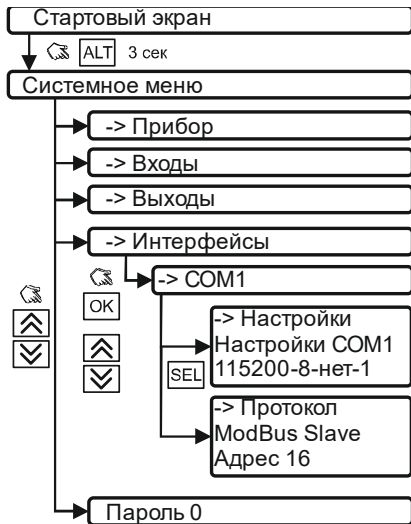 Стартовый экран
ALT 3 сек
Системное меню
-> Прибор
-> Входы
-> Выходы
-> Интерфейсы
-> COM1
OK
-> Настройки
Настройки COM1
115200-8-нет-1
SEL
-> Протокол
ModBus Slave
Адрес 16
Пароль 0